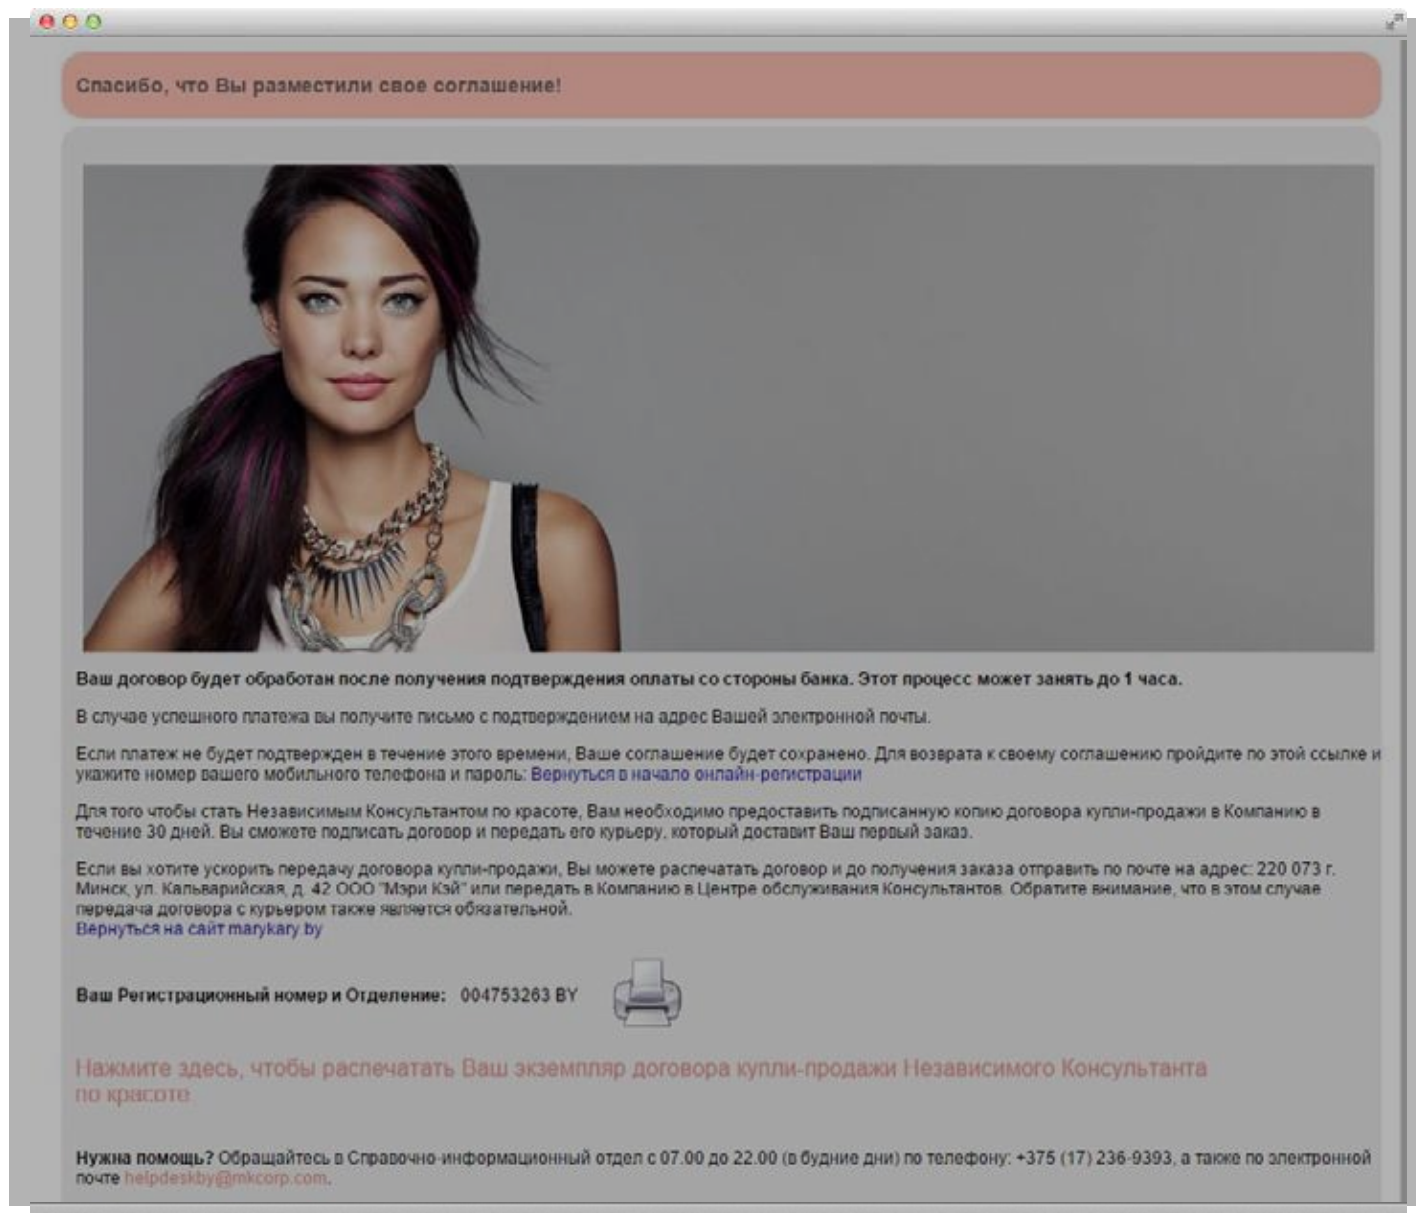 Спасибо, что Вы разместили свое соглашение!
Ваш договор будет обработан после получения подтверждения оплаты со стороны банка. Этот процесс может занять до 1 часа.
В случае успешного платежа вы получите письмо с подтверждением на адрес Вашей электронной почты.
Если платеж не будет подтвержден в течение этого времени, Ваше соглашение будет сохранено. Для возврата к своему соглашению пройдите по этой ссылке и
укажите номер вашего мобильного телефона и пароль: Вернуться в начало онлайн-регистрации
Для того чтобы стать Независимым Консультантом по красоте, Вам необходимо предоставить подписанную копию договора купли-продажи в Компанию в
течение 30 дней. Вы сможете подписать договор и передать его курьеру, который доставит Ваш первый заказ.
Если вы хотите ускорить передачу договора купли-продажи, Вы можете распечатать договор и до получения заказа отправить по почте на адрес: 220 073 г.
Минск, ул. Кальварийская, д. 42 ООО "Мэри Кэй" или передать в Компанию в Центре обслуживания Консультантов. Обратите внимание, что в этом случае
передача договора с курьером также является обязательной.
Вернуться на сайт marykary.by
Ваш Регистрационный номер и Отделение: 004753263 BY
Нажмите здесь, чтобы распечатать Ваш экземпляр договора купли-продажи Независимого Консультанта
по красоте
Нужна помощь? Обращайтесь в Справочно-информационный отдел с 07.00 до 22.00 (в будние дни) по телефону: +375 (17) 236-9393, а также по электронной
почте helpdeskby@mkcorp.com.